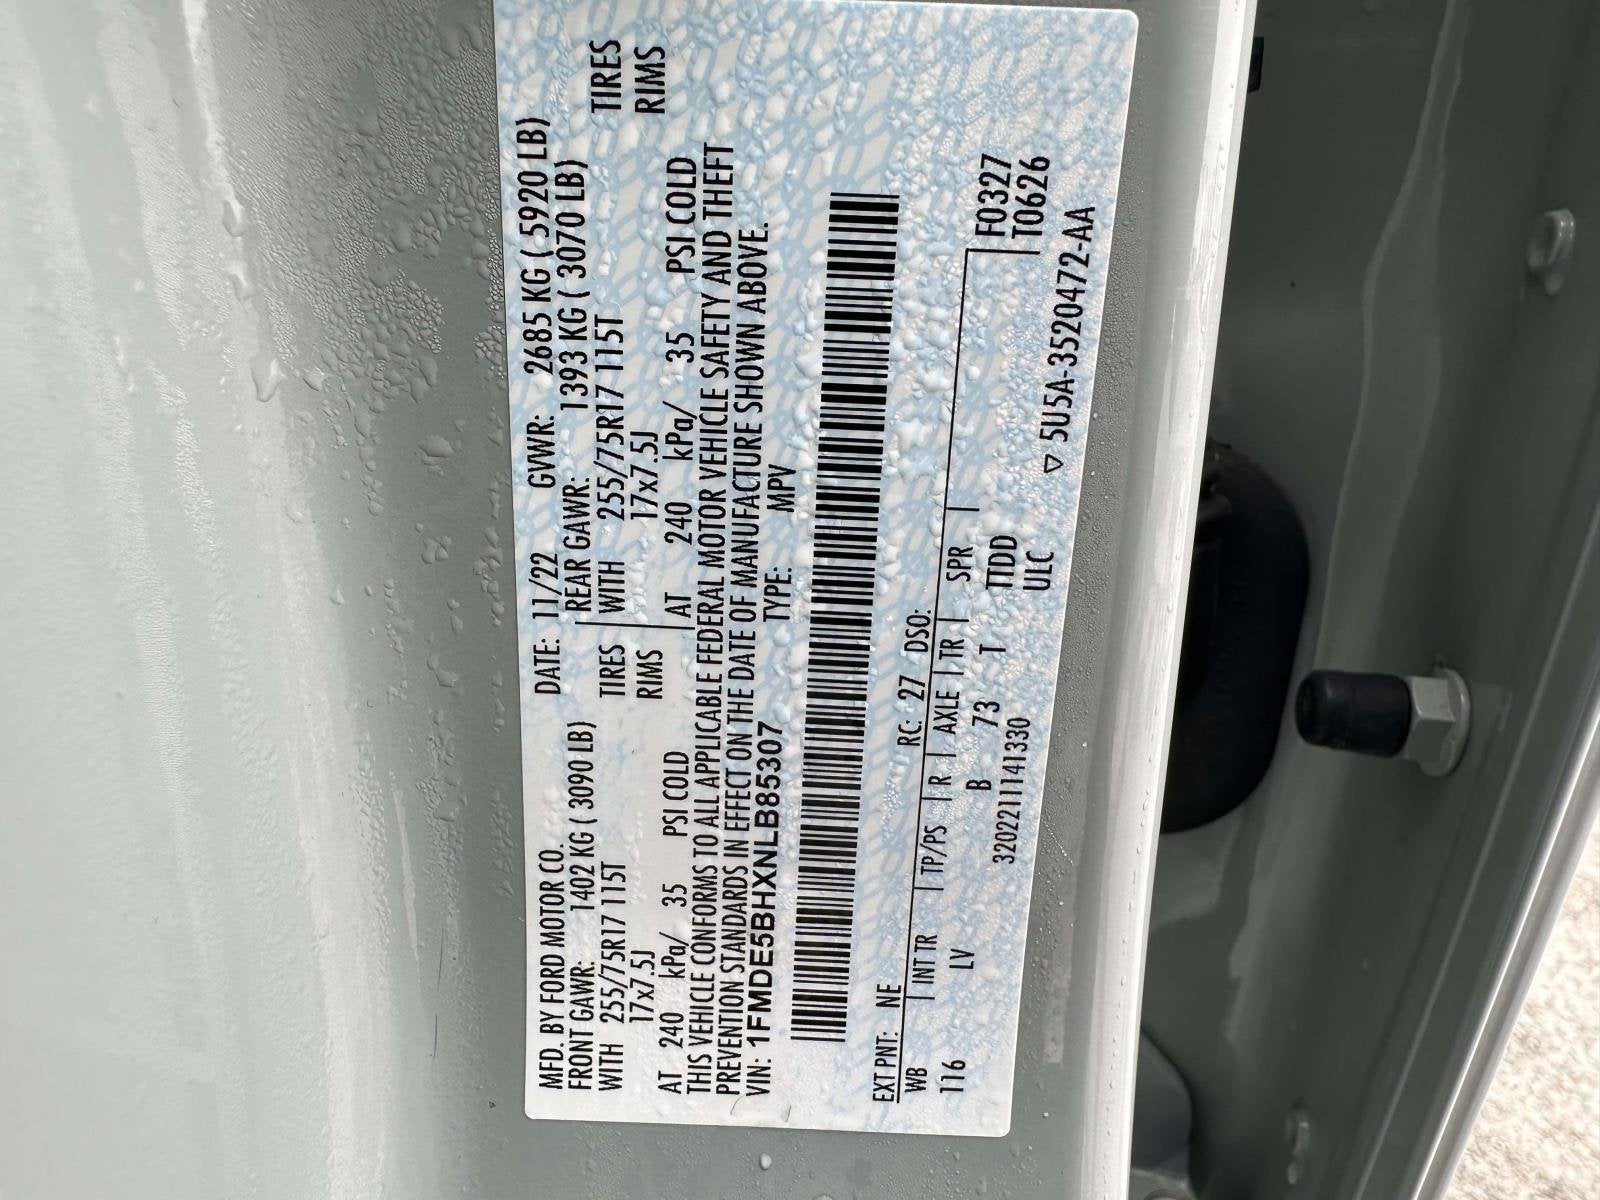 MFD. BY FORD MOTOR CO. DATE: 11/22 GVWR: 2685 KG ( 5920 LB)
FRONT GAWR: 1402 KG ( 3090 LB) REAR GAWR: 1393 KG ( 3070 LB)
WITH 255/75R17 115T TIRES WITH 255/75R17 115T TIRES
17x7.5J RIMS 17x7.5J RIMS
AT 240 kPa/ 35 PSI COLD AT 240 kPa/ 35 PSI COLD
THIS VEHICLE CONFORMS TO ALL APPLICABLE FEDERAL MOTOR VEHICLE SAFETY AND THEFT
PREVENTION STANDARDS IN EFFECT ON THE DATE OF MANUFACTURE SHOWN ABOVE.
VIN: 1FMDE5BHXNLB85307 TYPE: MPV
EXT PNT: NE RC: 27 DSO:
WB INT TR TP/PS R AXLE TR SPR F0327
116 LV B 73 T TIDD T0626
32022111141330 ULC
▽ 5U5A-3520472-AA